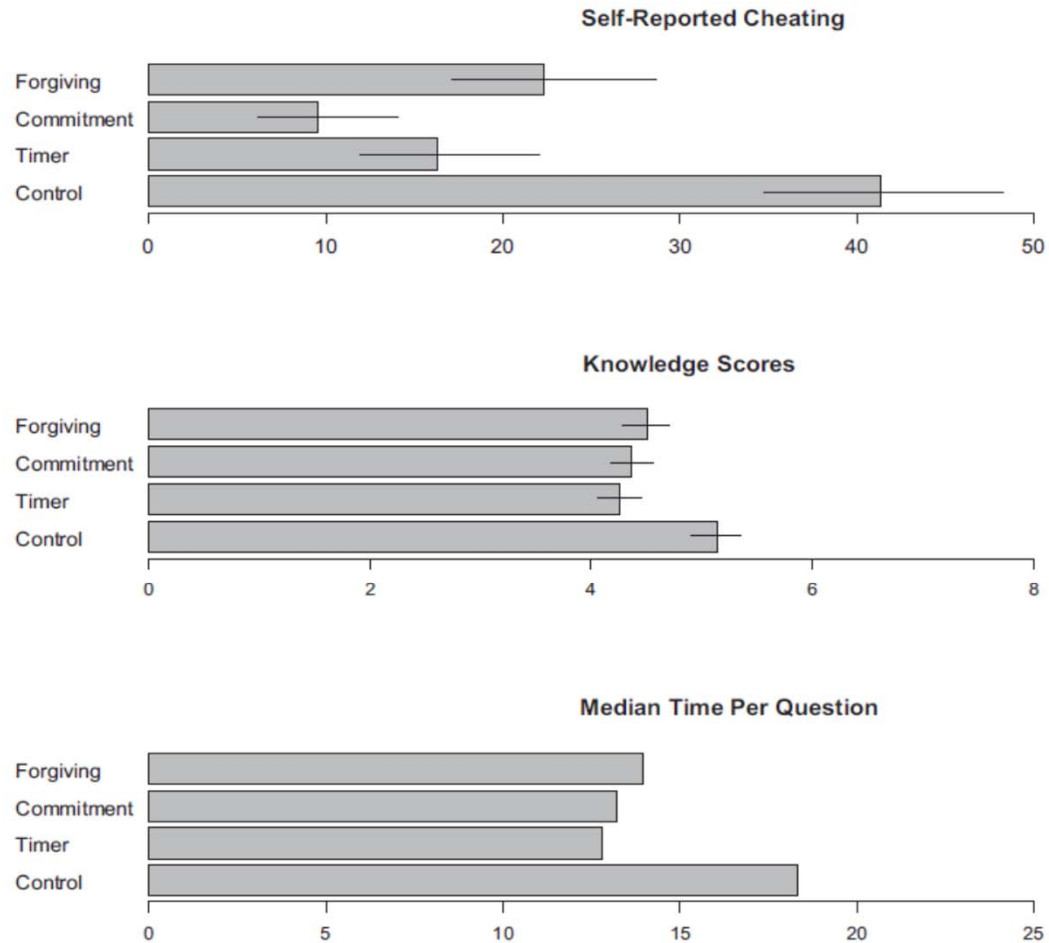 Self-Reported Cheating
Forgiving
Commitment
Timer
Control
0 10 20 30 40 50
Knowledge Scores
Forgiving
Commitment
Timer
Control
0 2 4 6 8
Median Time Per Question
Forgiving
Commitment
Timer
Control
0 5 10 15 20 25